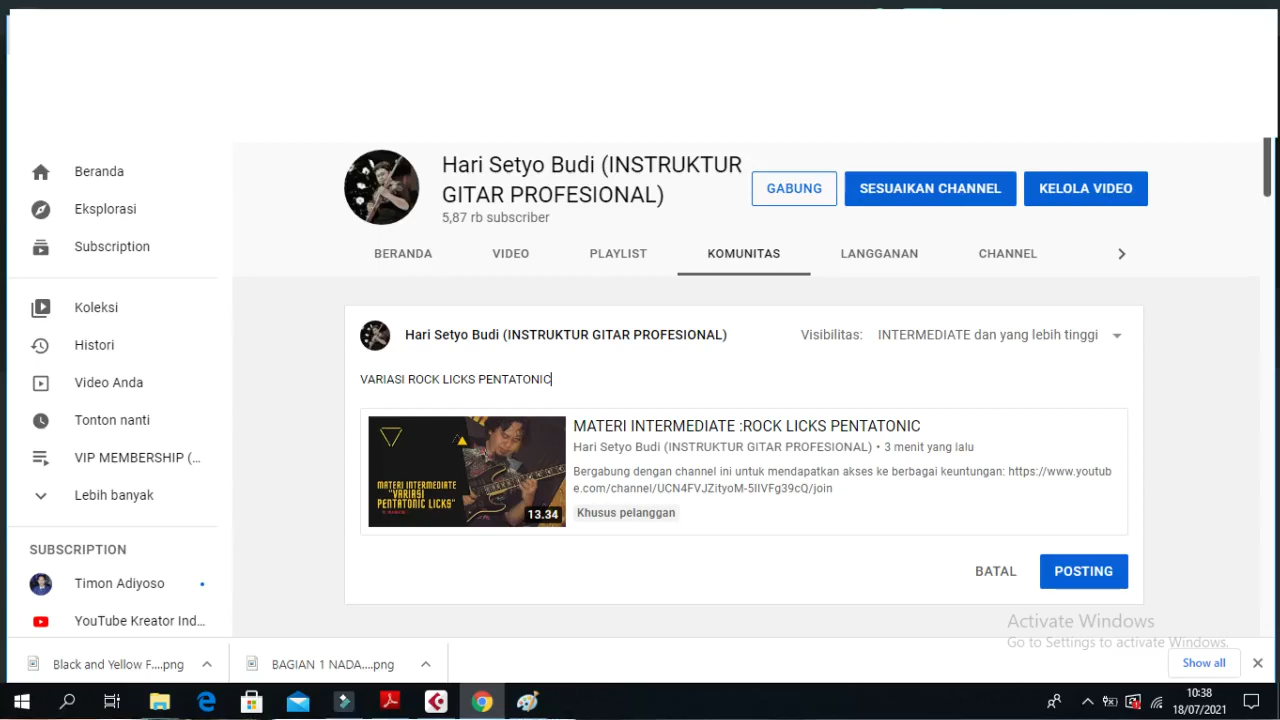 Hari Setyo Budi (INSTRUKTUR
GITAR PROFESIONAL)
5,87 rb subscriber
GABUNG
SESUAIKAN CHANNEL
KELOLA VIDEO
BERANDA
VIDEO
PLAYLIST
KOMUNITAS
LANGGANAN
CHANNEL
Beranda
Eksplorasi
Subscription
Koleksi
Histori
Video Anda
Tonton nanti
VIP MEMBERSHIP (...
Lebih banyak
SUBSCRIPTION
Timon Adiyoso
YouTube Kreator Ind...
Hari Setyo Budi (INSTRUKTUR GITAR PROFESIONAL)
Visibilitas: INTERMEDIATE dan yang lebih tinggi
VARIASI ROCK LICKS PENTATONIC
MATERI INTERMEDIATE
"VARIASI
PENTATONIC LICKS"
13.34
MATERI INTERMEDIATE :ROCK LICKS PENTATONIC
Hari Setyo Budi (INSTRUKTUR GITAR PROFESIONAL) • 3 menit yang lalu
Bergabung dengan channel ini untuk mendapatkan akses ke berbagai keuntungan: https://www.youtub
e.com/channel/UCN4FVJZityoM-5IIVFg39cQ/join
Khusus pelanggan
BATAL
POSTING
Activate Windows
Go to Settings to activate Windows.
Black and Yellow F....png
BAGIAN 1 NADA....png
Show all
10:38
18/07/2021